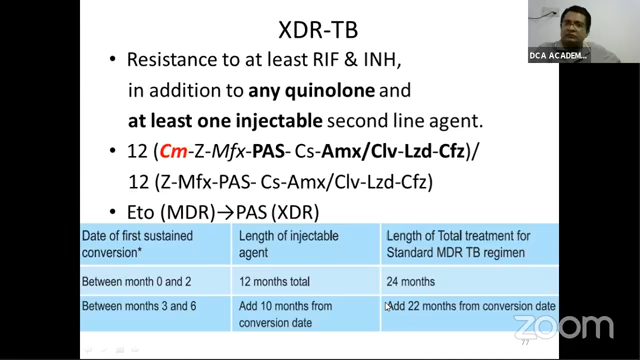 XDR-TB
DCA ACADEM...
• Resistance to at least RIF & INH,
in addition to any quinolone and
at least one injectable second line agent.
• 12 (Cm-Z-Mfx-PAS- Cs-Amx/Clv-Lzd-Cfz)/
12 (Z-Mfx-PAS- Cs-Amx/Clv-Lzd-Cfz)
• Eto (MDR)→PAS (XDR)
Date of first sustained conversion*
Length of injectable agent
Length of Total treatment for Standard MDR TB regimen
Between month 0 and 2
12 months total
24 months
Between months 3 and 6
Add 10 months from conversion date
Add 22 months from conversion date
zoom
77